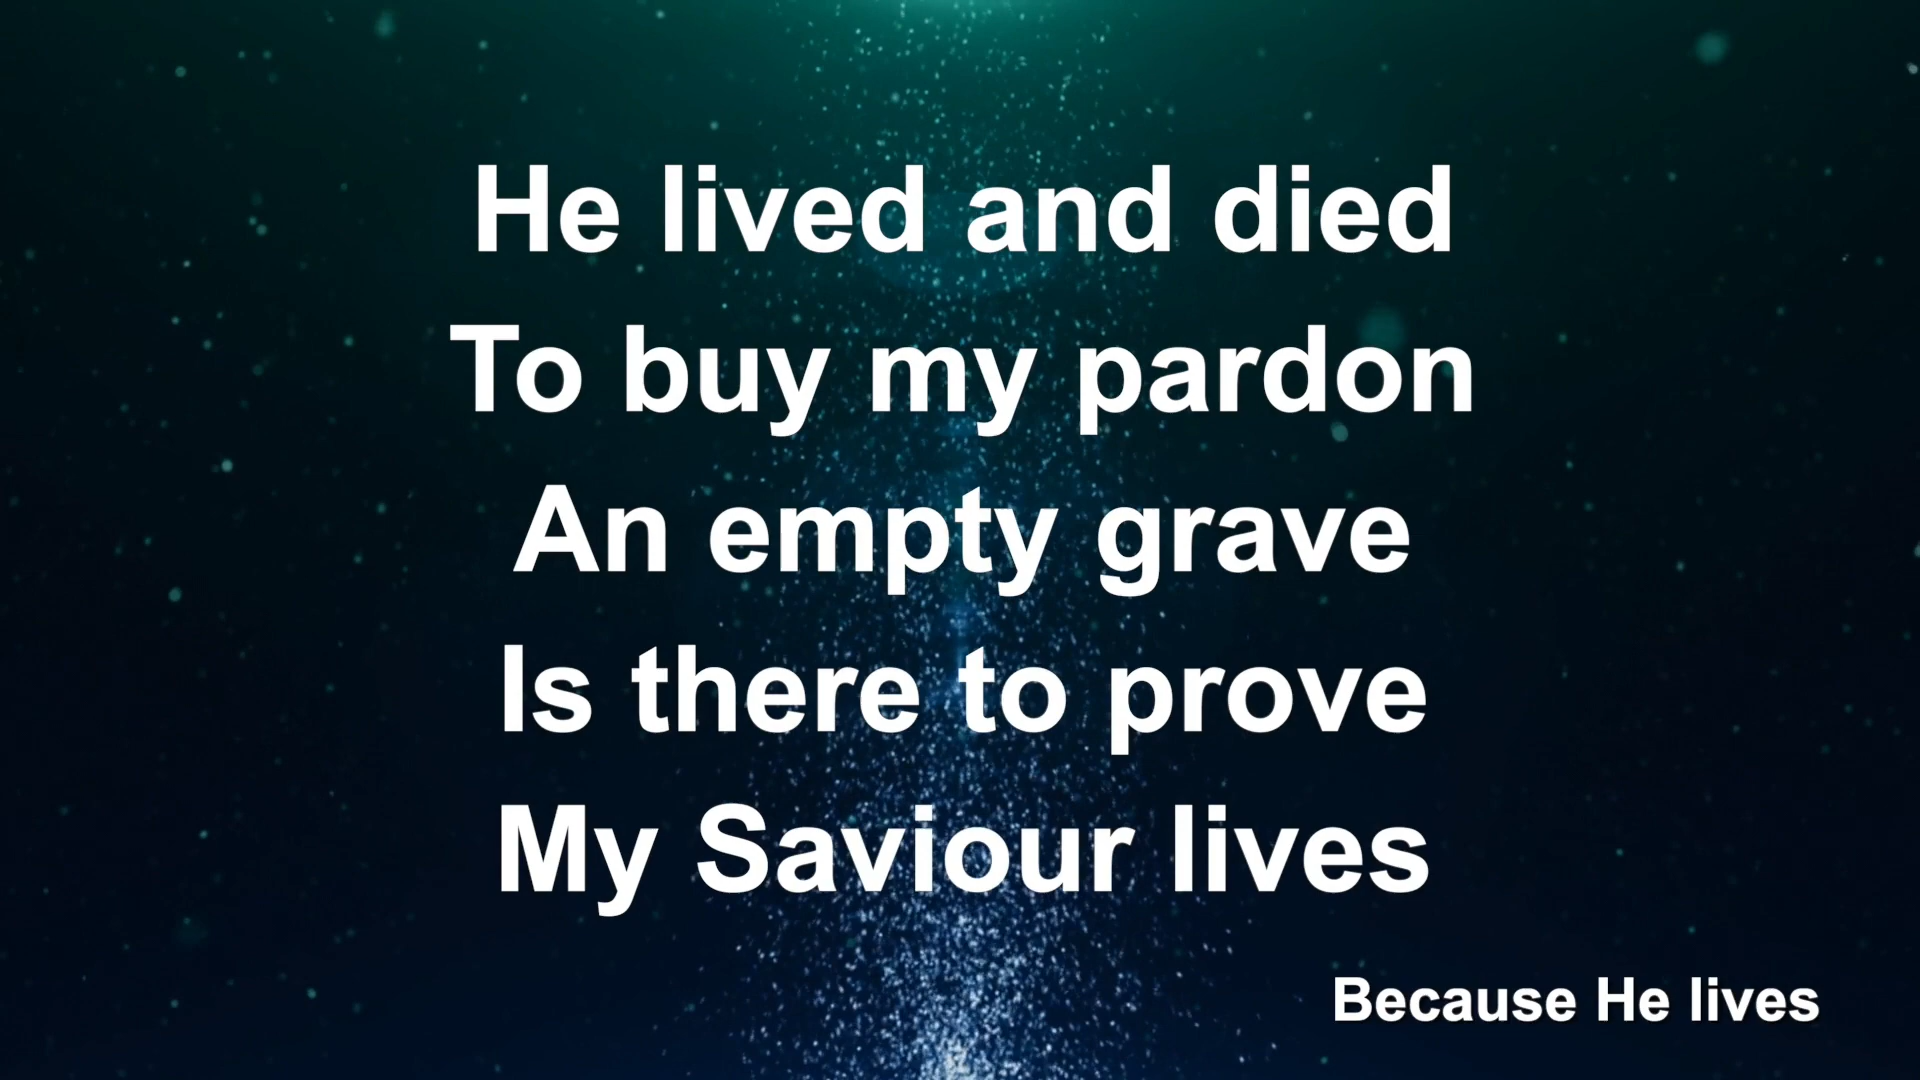 He lived and died
To buy my pardon
An empty grave
Is there to prove
My Saviour lives
Because He lives